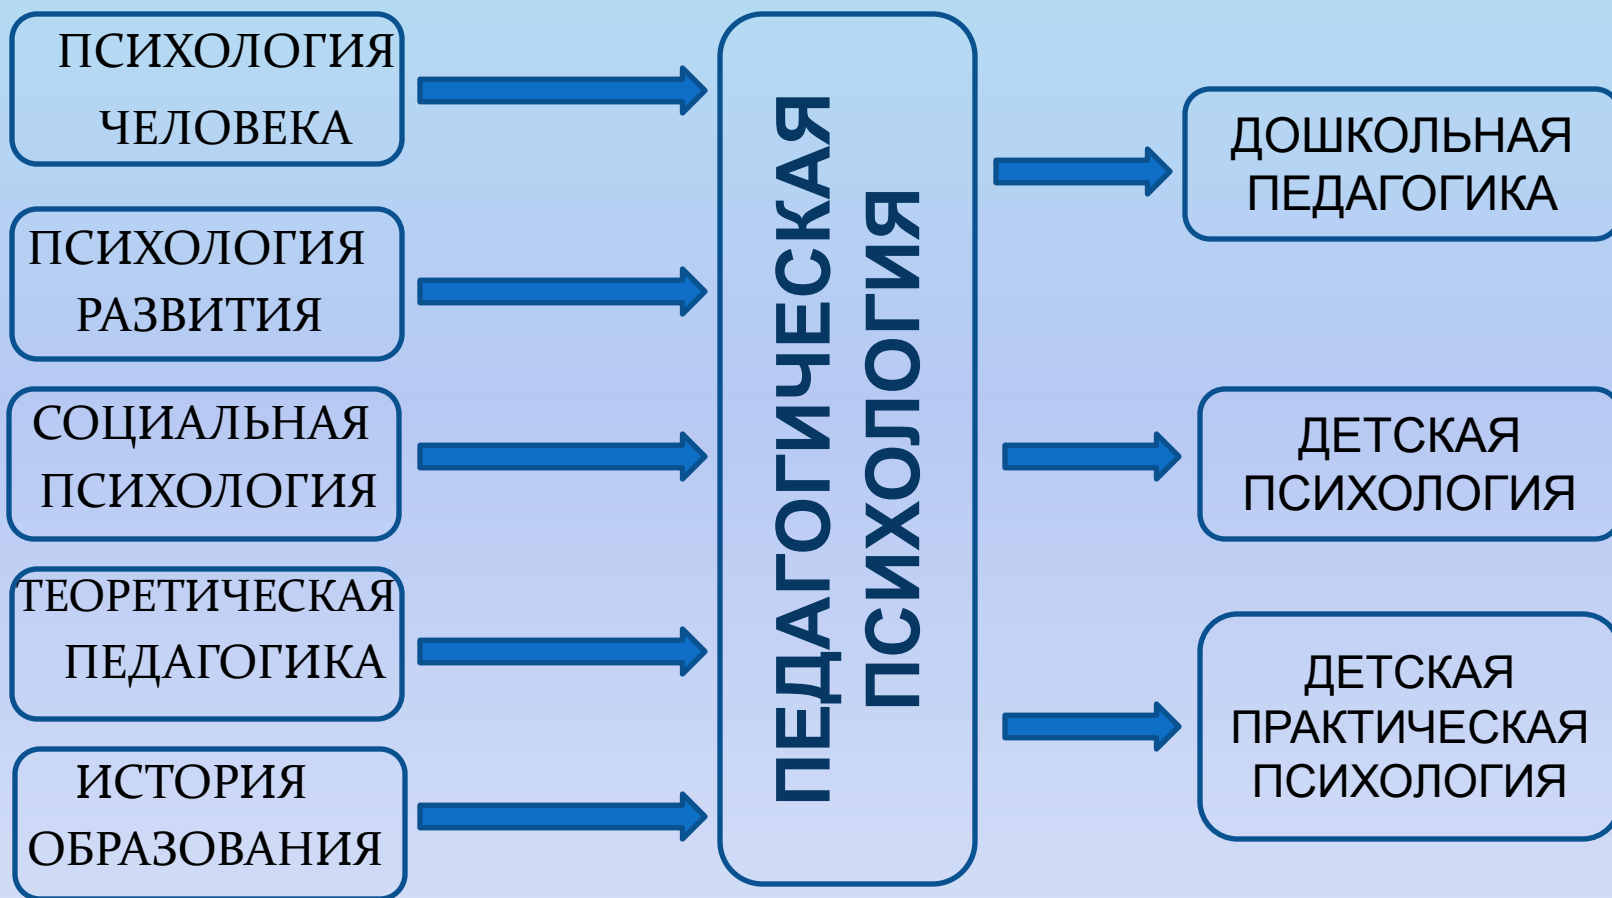 ПСИХОЛОГИЯ
ЧЕЛОВЕКА
ПСИХОЛОГИЯ
РАЗВИТИЯ
СОЦИАЛЬНАЯ
ПСИХОЛОГИЯ
ТЕОРЕТИЧЕСКАЯ
ПЕДАГОГИКА
ИСТОРИЯ
ОБРАЗОВАНИЯ
ПЕДАГОГИЧЕСКАЯ
ПСИХОЛОГИЯ
ДОШКОЛЬНАЯ
ПЕДАГОГИКА
ДЕТСКАЯ
ПСИХОЛОГИЯ
ДЕТСКАЯ
ПРАКТИЧЕСКАЯ
ПСИХОЛОГИЯ